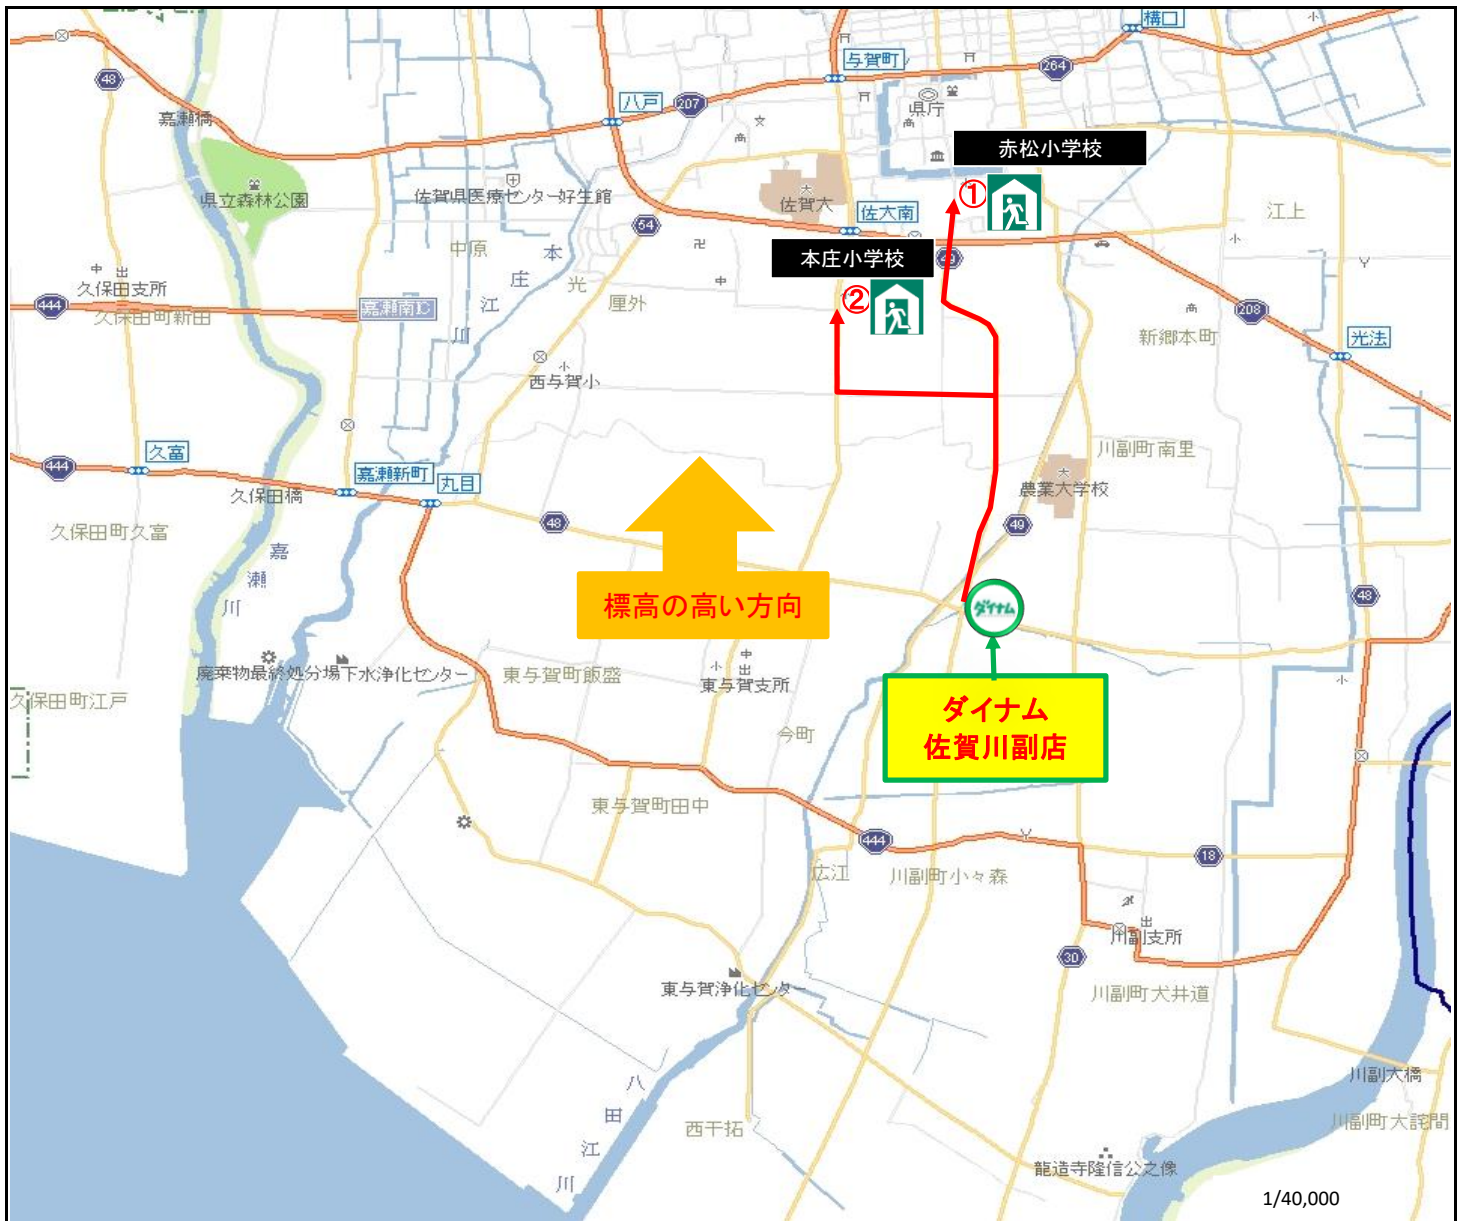 横口
与賀町
264
48
八戸
207
県庁
嘉瀬橋
赤松小学校
①
県立森林公園
佐賀県医療センター好生館
佐賀大
佐大南
江上
54
中原
本
庄
江
川
光
厘外
本庄小学校
②
久保田支所
444
久保田町新田
嘉瀬南IC
208
新郷本町
光法
西与賀小
久富
444
嘉瀬新町
丸目
久保田橋
川副町南里
農業大学校
久保田町久富
48
49
嘉
瀬
川
標高の高い方向
ダイナム
48
廃棄物最終処分場
下水浄化センター
東与賀町飯盛
東与賀支所
久保田町江戸
ダイナム
佐賀川副店
今町
東与賀町田中
444
18
広江
川副町小々森
川副支所
30
東与賀浄化センター
川副町犬井道
八
田
江
川
川副大橋
西干拓
川副町大詫間
龍造寺隆信公之像
1/40,000